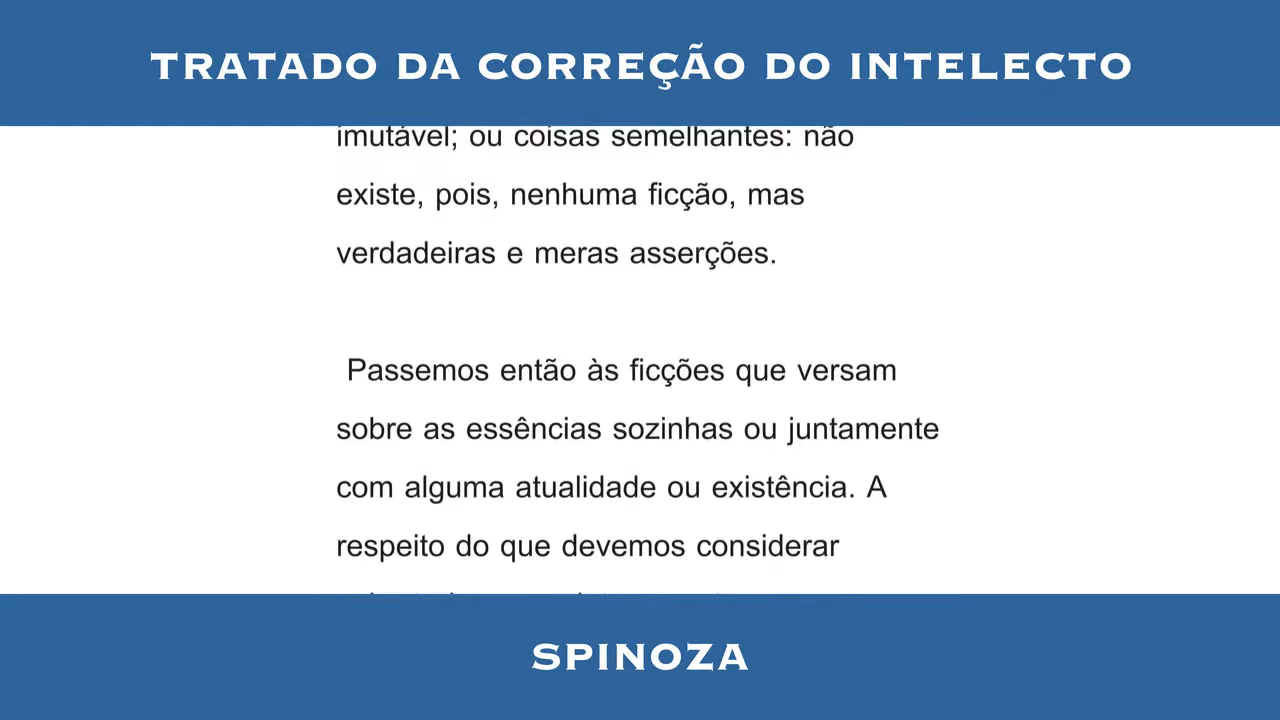 TRATADO DA CORREÇÃO DO INTELECTO
imutável; ou coisas semelhantes: não
existe, pois, nenhuma ficção, mas
verdadeiras e meras asserções.
Passemos então às ficções que versam
sobre as essências sozinhas ou juntamente
com alguma atualidade ou existência. A
respeito do que devemos considerar
SPINOZA